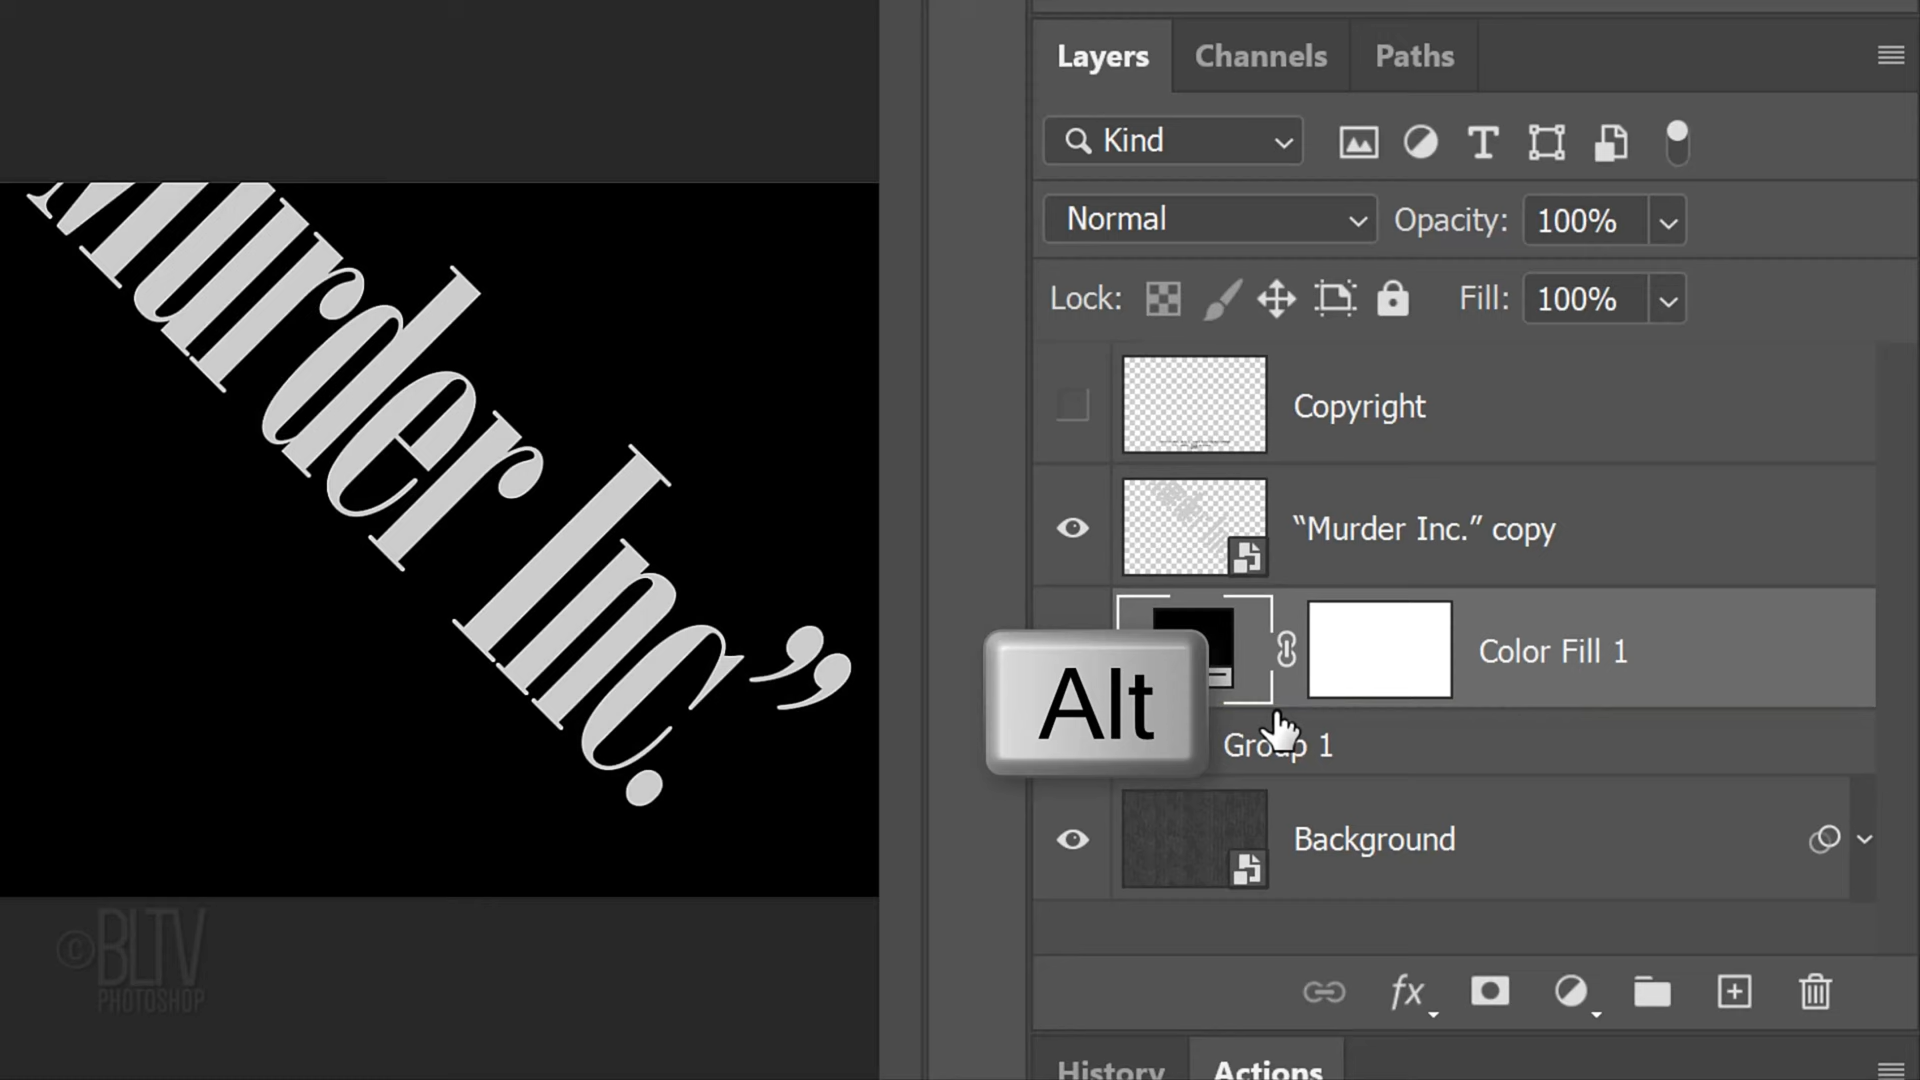 Murder Inc.”
© BLTV
PHOTOSHOP
Layers
Channels
Paths
Kind
Normal
Opacity: 100%
Lock:
Fill: 100%
Copyright
“Murder Inc.” copy
Color Fill 1
Alt
Group 1
Background
fx
History
Actions